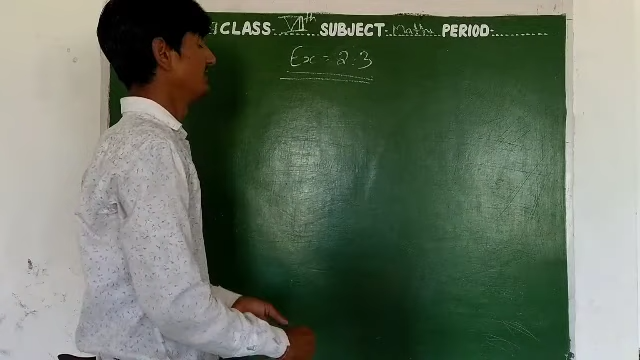 CLASS VIIth SUBJECT Maths PERIOD
Ex = 2.3